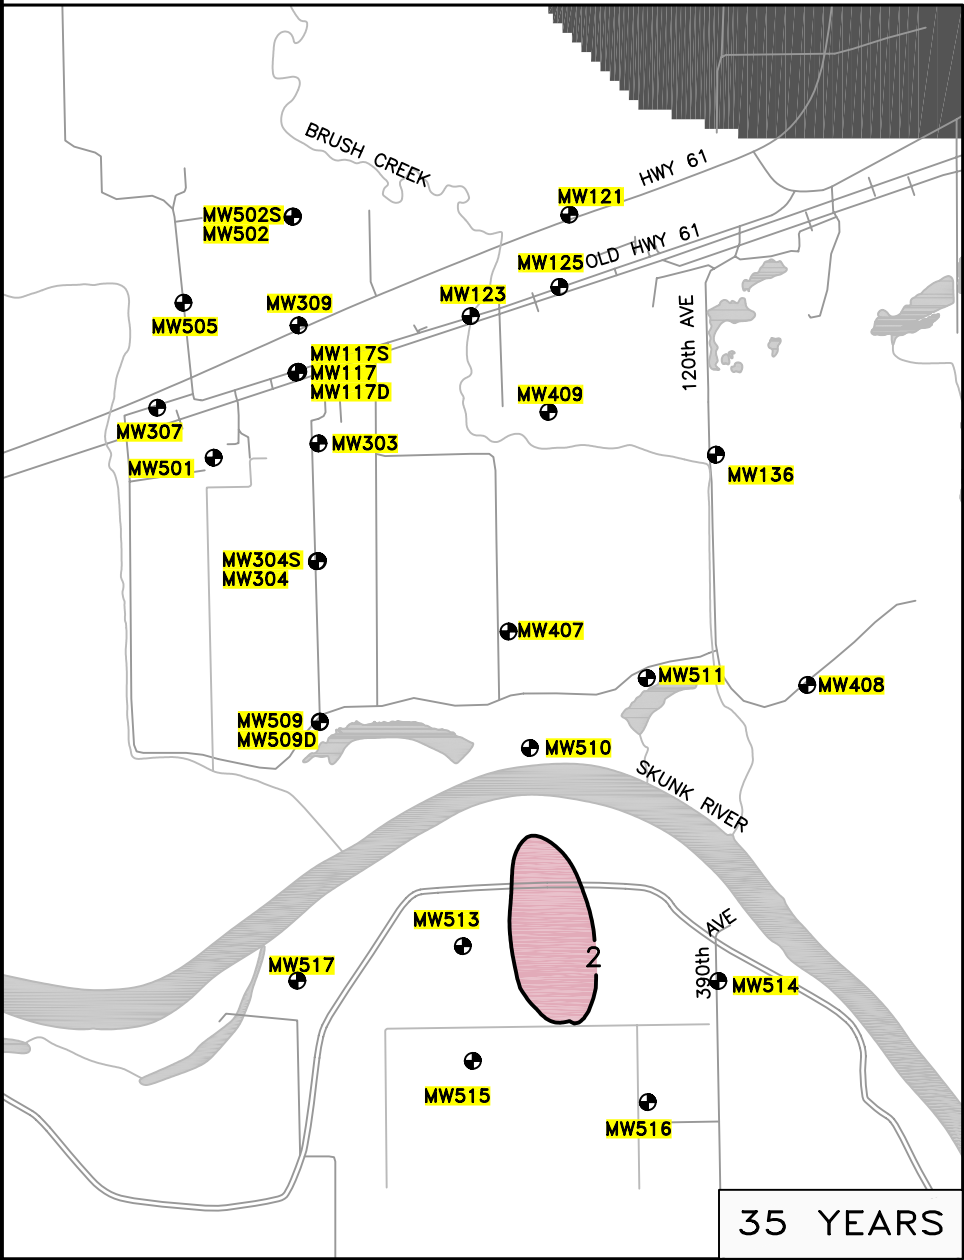 BRUSH CREEK
HWY 61
MW121
MW502S
MW502
OLD HWY 61
MW125
MW123
MW309
MW505
120th AVE
MW117S
MW117
MW117D
MW409
MW307
MW303
MW501
MW136
MW304S
MW304
MW407
MW511
MW408
MW509
MW509D
MW510
SKUNK RIVER
MW513
390th AVE
2
MW517
MW514
MW515
MW516
35 YEARS